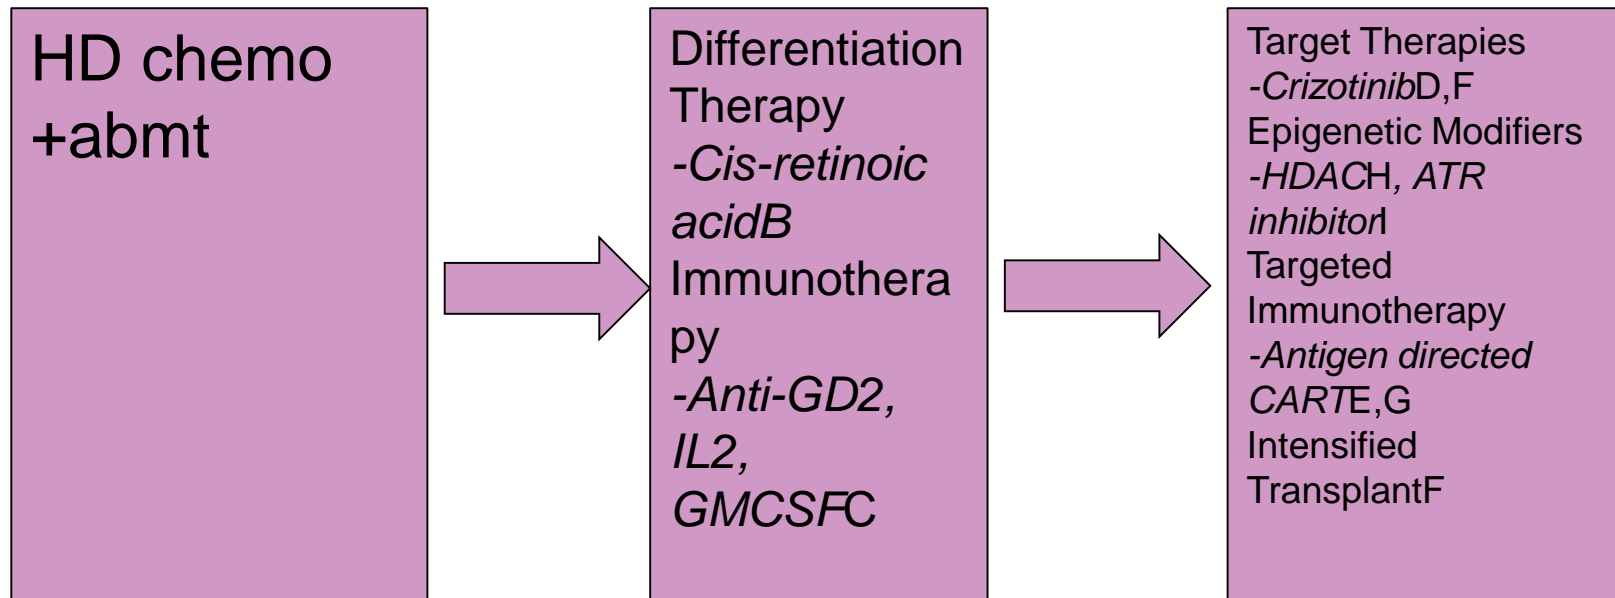 HD chemo
+abmt
Differentiation
Therapy
-Cis-retinoic
acidB
Immunothera
py
-Anti-GD2,
IL2,
GMCSFC
Target Therapies
-CrizotinibD,F
Epigenetic Modifiers
-HDACH, ATR
inhibitorI
Targeted
Immunotherapy
-Antigen directed
CARTE,G
Intensified
TransplantF